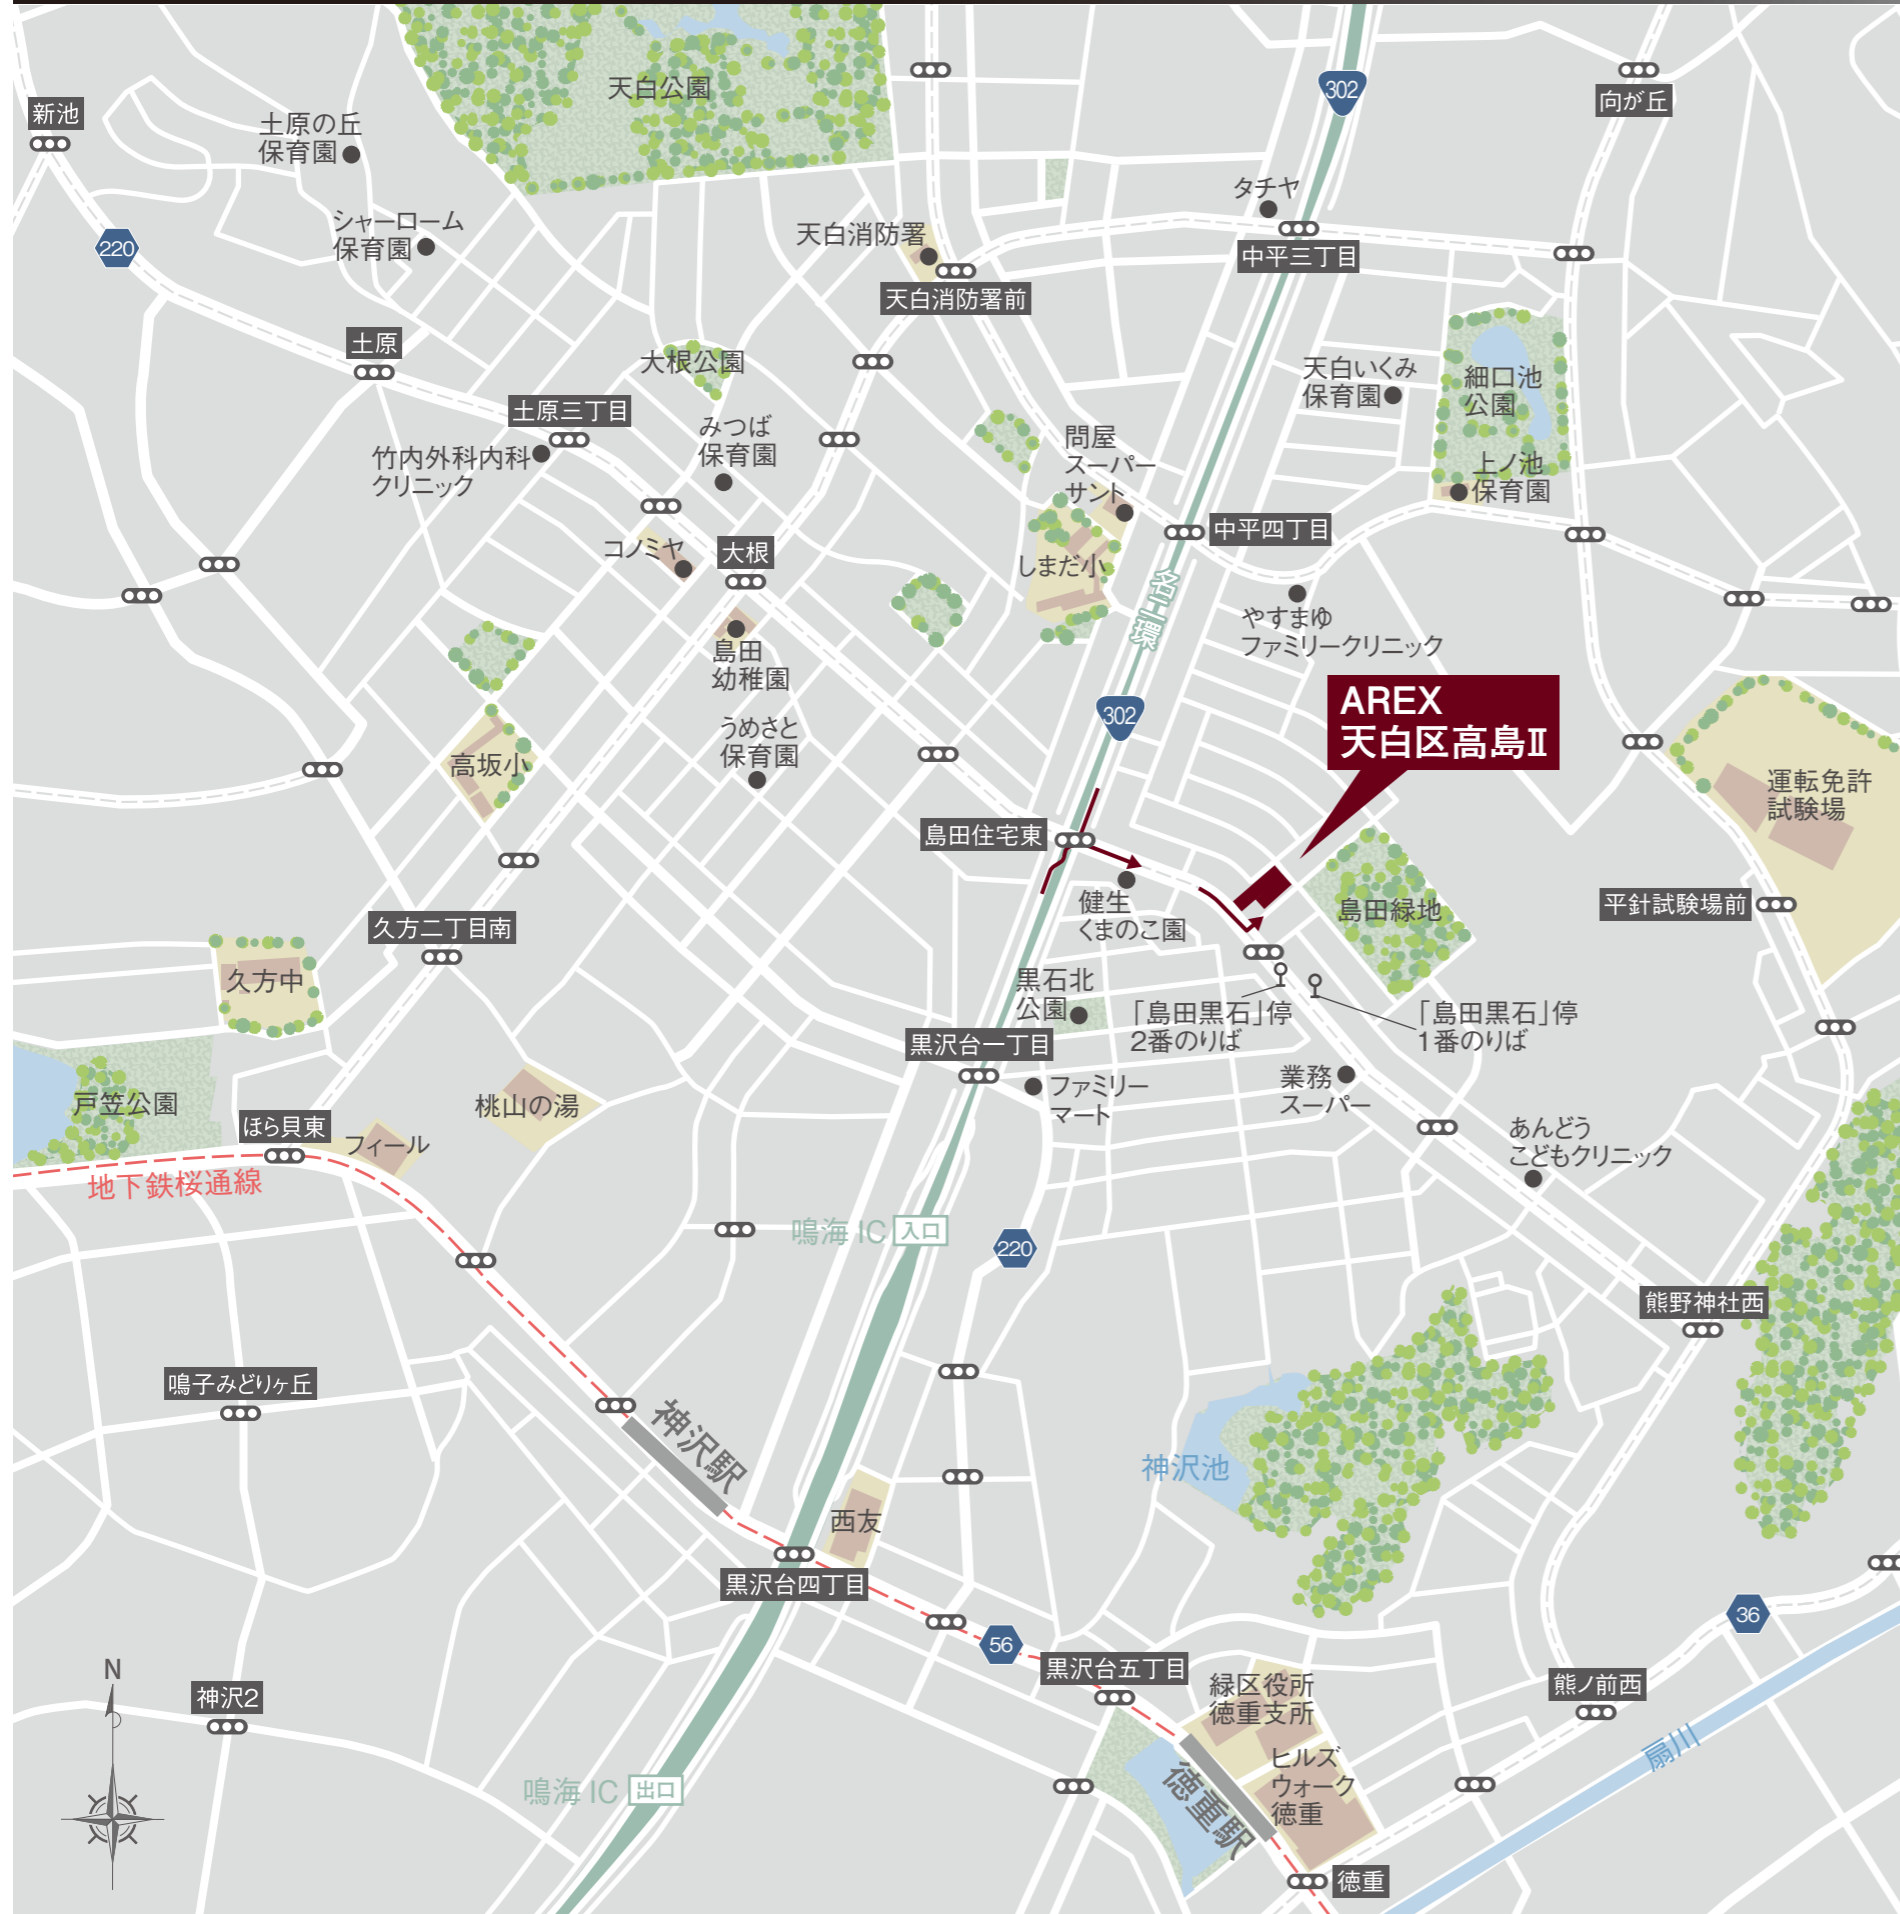 天白公園
302
新池
向が丘
土原の丘
保育園
タチヤ
シャーローム
保育園
220
天白消防署
中平三丁目
天白消防署前
土原
大根公園
天白いくみ
保育園
細口池
公園
土原三丁目
みつば
保育園
問屋
スーパー
サント
竹内外科内科
クリニック
上ノ池
保育園
コノミヤ
大根
中平四丁目
しまだ小
名二環
やすまゆ
ファミリークリニック
島田
幼稚園
302
AREX
天白区高島Ⅱ
うめさと
保育園
高坂小
運転免許
試験場
島田住宅東
健生
くまのこ園
島田緑地
平針試験場前
久方二丁目南
久方中
黒石北
公園
「島田黒石」停
2番のりば
「島田黒石」停
1番のりば
黒沢台一丁目
ファミリー
マート
業務
スーパー
戸笠公園
桃山の湯
ほら貝東
フィール
あんどう
こどもクリニック
地下鉄桜通線
鳴海IC 入口
220
熊野神社西
鳴子みどりヶ丘
神沢駅
神沢池
西友
黒沢台四丁目
56
36
黒沢台五丁目
緑区役所
徳重支所
熊ノ前西
N
神沢2
扇川
ヒルズ
ウォーク
徳重
徳重駅
鳴海IC 出口
徳重